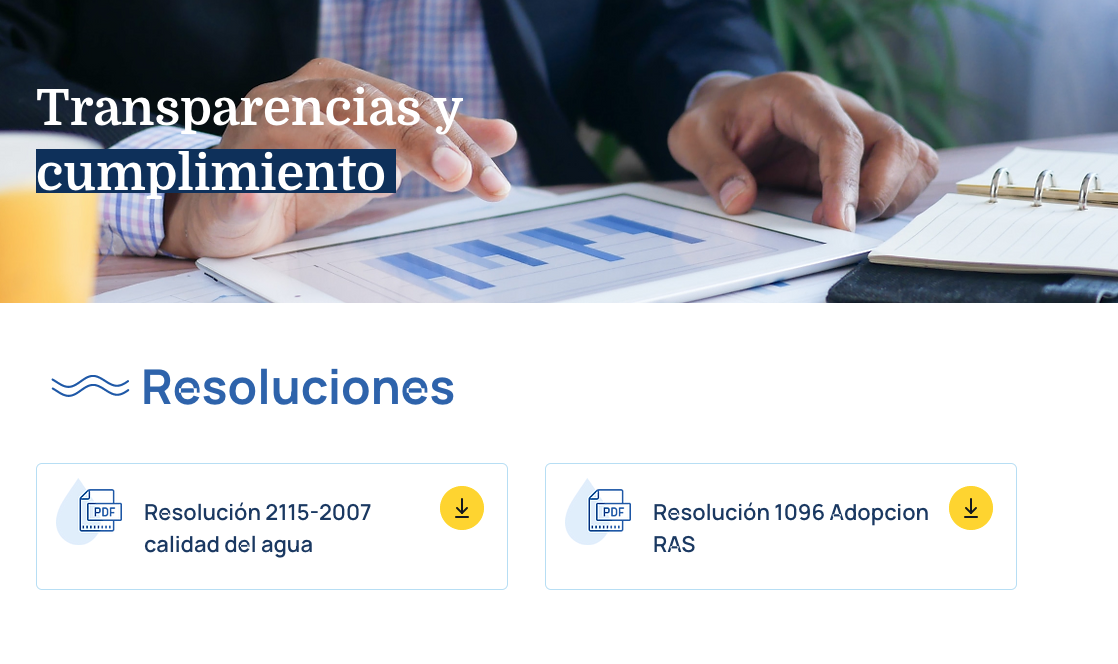 Transparencias y
cumplimiento
Resoluciones
PDF
Resolución 2115-2007
calidad del agua
PDF
Resolución 1096 Adopcion
RAS